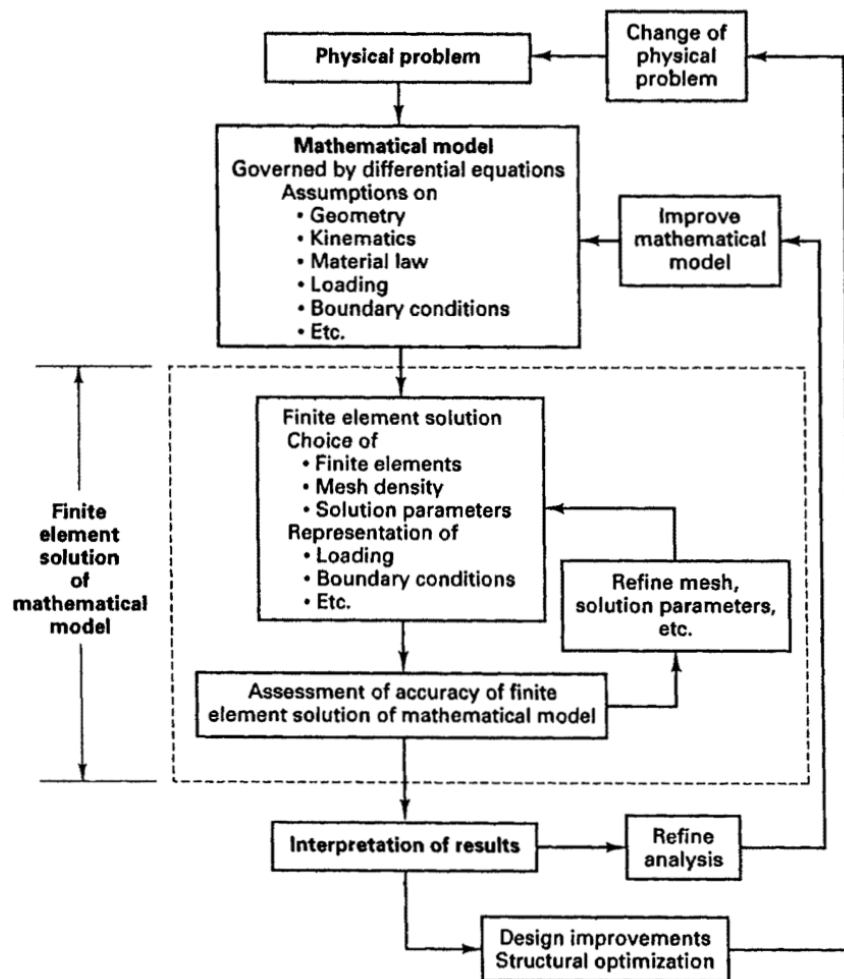 Physical problem
Change of
physical
problem
Mathematical model
Governed by differential equations
Assumptions on
• Geometry
• Kinematics
• Material law
• Loading
• Boundary conditions
• Etc.
Improve
mathematical
model
Finite element solution
Choice of
• Finite elements
• Mesh density
• Solution parameters
Representation of
• Loading
• Boundary conditions
• Etc.
Finite
element
solution
of
mathematical
model
Refine mesh,
solution parameters,
etc.
Assessment of accuracy of finite
element solution of mathematical model
Interpretation of results
Refine
analysis
Design improvements
Structural optimization